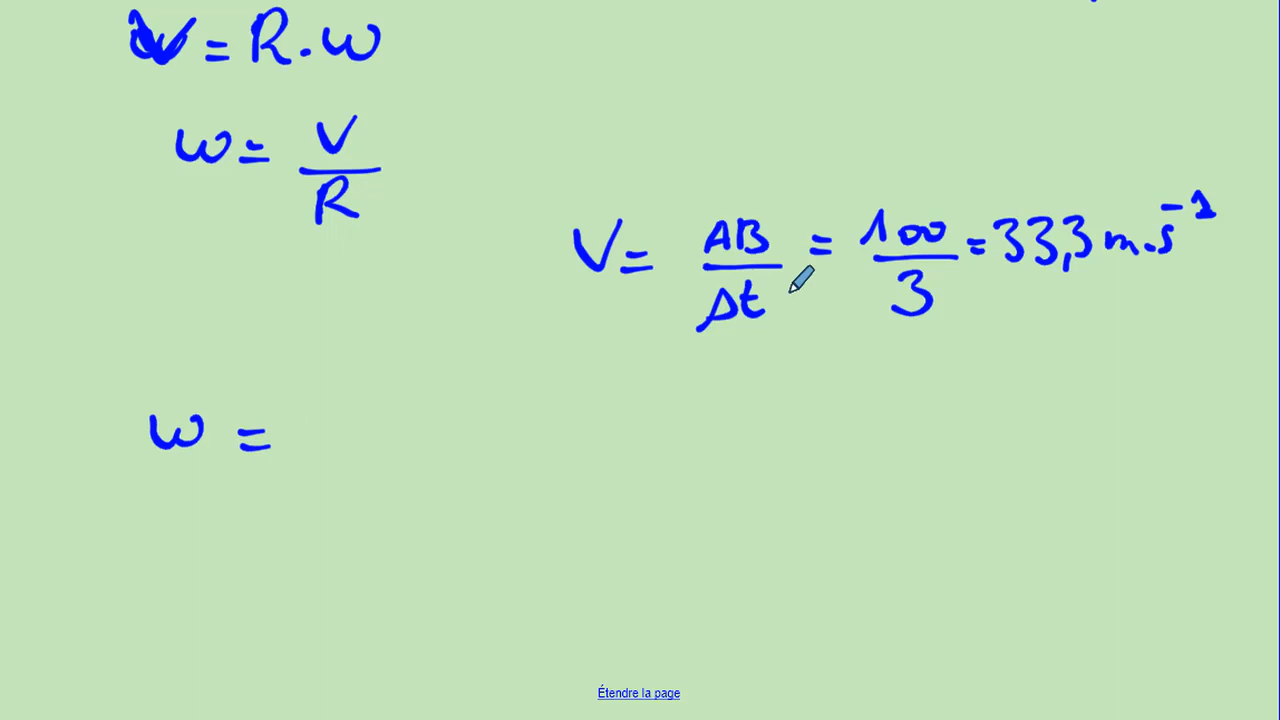 V = R . w
w = V / R
V = AB / Δt = 100 / 3 = 33,3 m.s⁻¹
w =
Étendre la page